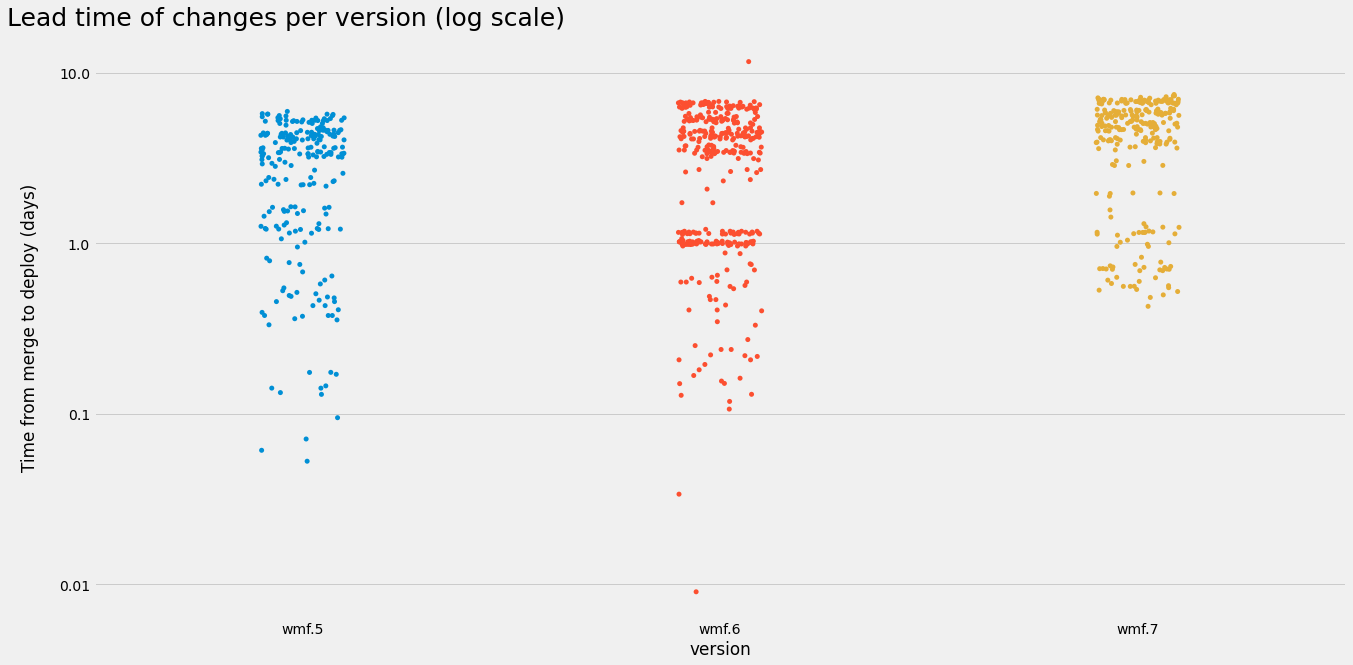 Lead time of changes per version (log scale)
Time from merge to deploy (days)
10.0
1.0
0.1
0.01
wmf.5
wmf.6
wmf.7
version